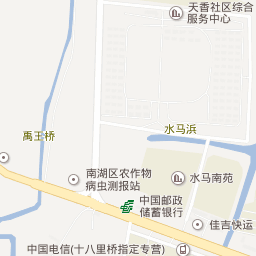 天香社区综合
服务中心
水马浜
禹王桥
南湖区农作物
病虫测报站
水马南苑
中国邮政
储蓄银行
佳吉快运
中国电信(十八里桥指定专营)